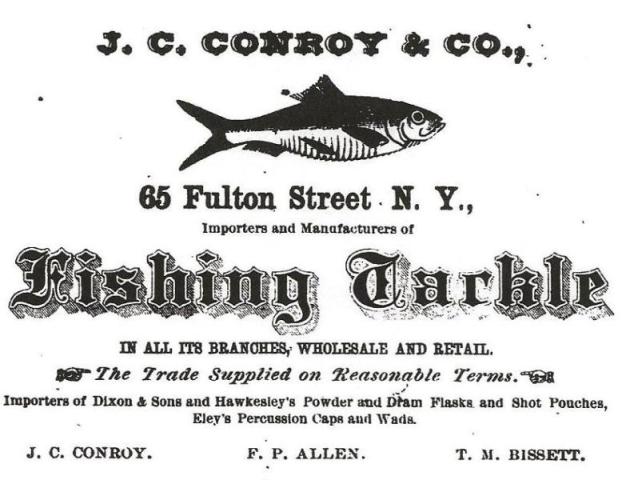 J. C. CONROY & CO.,
65 Fulton Street N. Y.,
Importers and Manufacturers of
Fishing Tackle
IN ALL ITS BRANCHES, WHOLESALE AND RETAIL.
The Trade Supplied on Reasonable Terms.
Importers of Dixon & Sons and Hawkesley's Powder and Dram Flasks and Shot Pouches,
Eley's Percussion Caps and Wads.
J. C. CONROY. F. P. ALLEN. T. M. BISSETT.